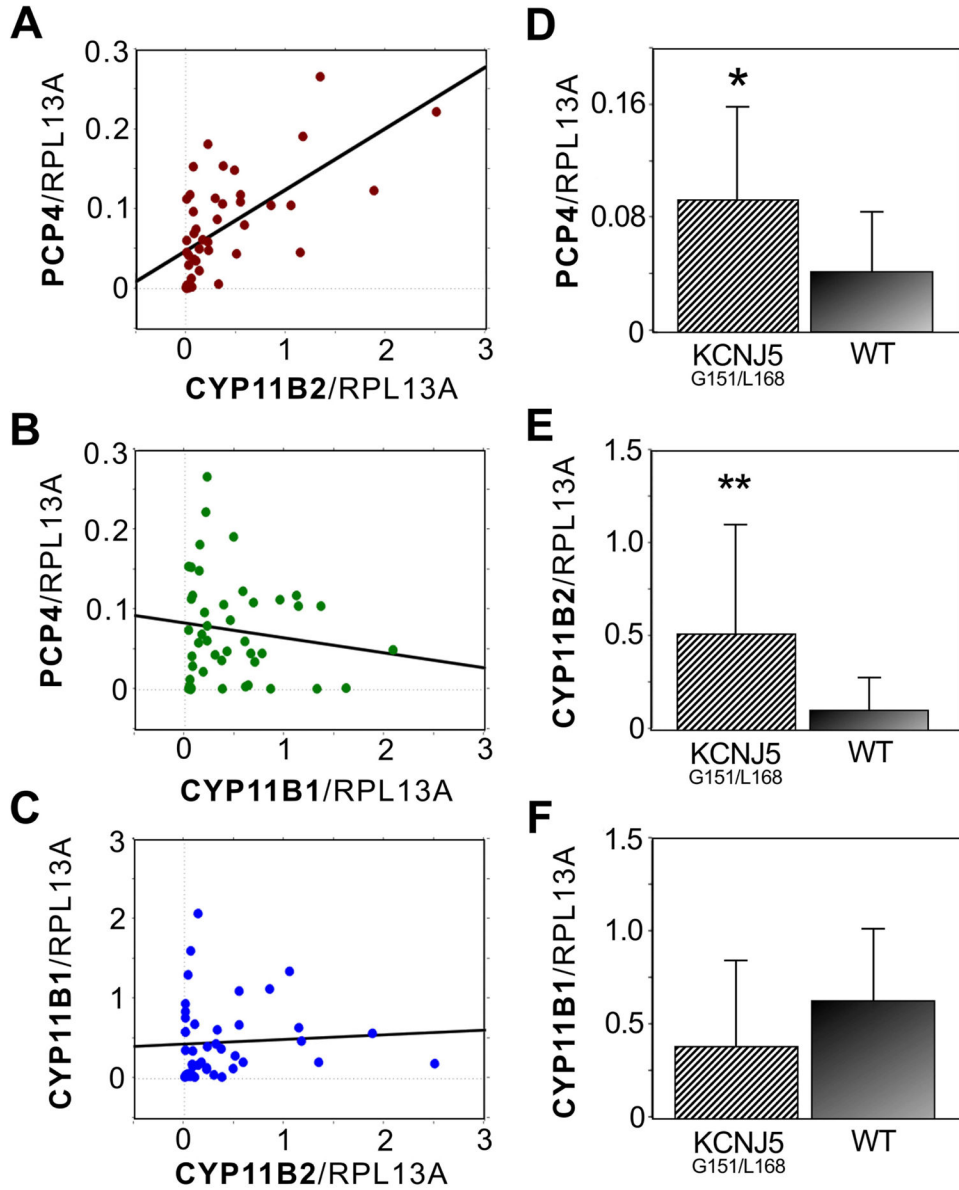 A
PCP4/RPL13A
0.3
0.2
0.1
0
0 1 2 3
CYP11B2/RPL13A
B
PCP4/RPL13A
0.3
0.2
0.1
0
0 1 2 3
CYP11B1/RPL13A
C
CYP11B1/RPL13A
3
2
1
0
0 1 2 3
CYP11B2/RPL13A
D
PCP4/RPL13A
0.16
0.08
0
*
KCNJ5 WT
G151/L168
E
CYP11B2/RPL13A
1.5
1.0
0.5
0
**
KCNJ5 WT
G151/L168
F
CYP11B1/RPL13A
1.5
1.0
0.5
0
KCNJ5 WT
G151/L168